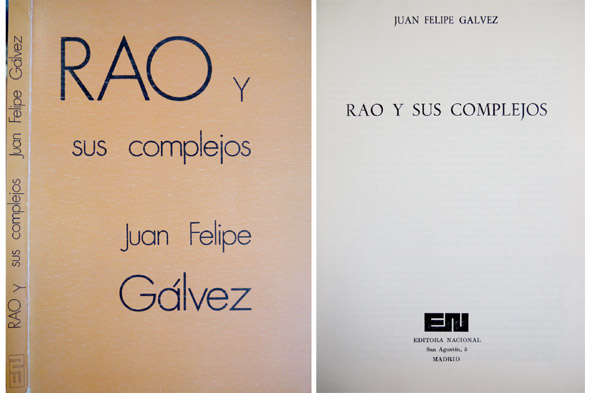 RAO Y sus complejos Juan Felipe Gálvez EN
RAO Y
sus complejos
Juan Felipe
Gálvez
JUAN FELIPE GALVEZ
RAO Y SUS COMPLEJOS
EN
EDITORA NACIONAL
San Agustín, 5
MADRID